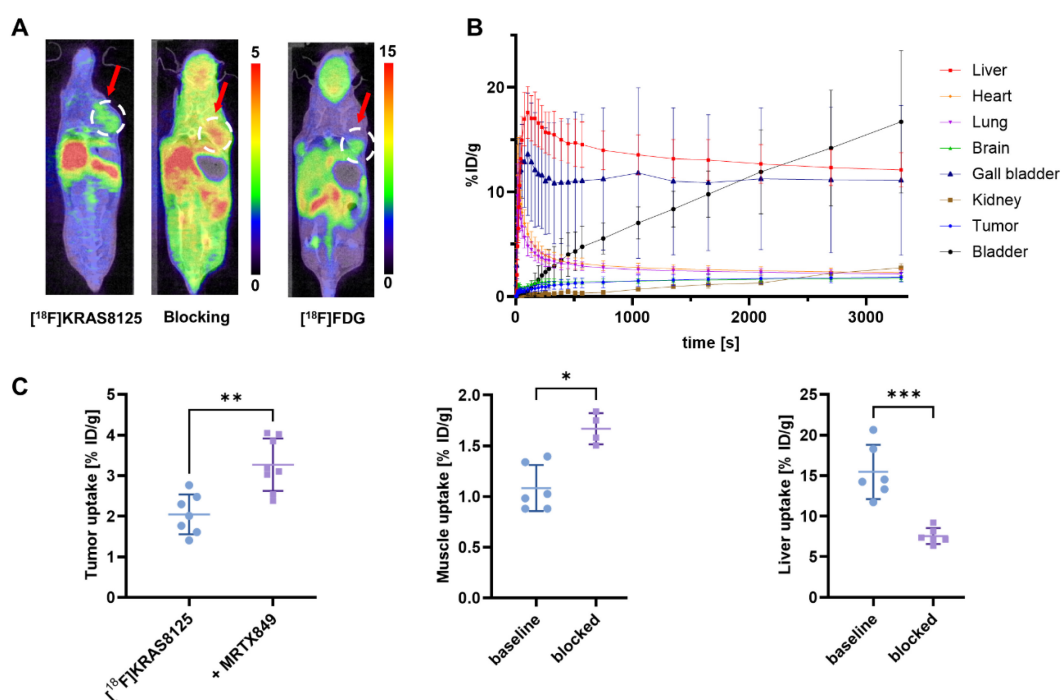 A
5
0
15
0
[¹⁸F]KRAS8125
Blocking
[¹⁸F]FDG
B
%ID/g
20
10
0
0
1000
2000
3000
time [s]
Liver
Heart
Lung
Brain
Gall bladder
Kidney
Tumor
Bladder
C
Tumor uptake [% ID/g]
5
4
3
2
1
0
**
[¹⁸F]KRAS8125
+ MRTX849
Muscle uptake [% ID/g]
2.0
1.5
1.0
0.5
0.0
*
baseline
blocked
Liver uptake [% ID/g]
25
20
15
10
5
0
***
baseline
blocked